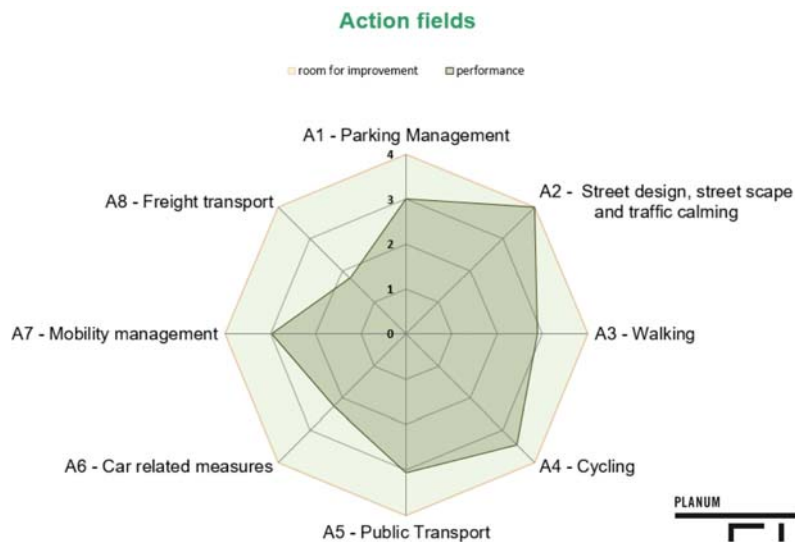 Action fields
room for improvement performance
A1 - Parking Management
4
A2 - Street design, street scape
and traffic calming
A8 - Freight transport
3
2
1
A7 - Mobility management
0
A3 - Walking
A6 - Car related measures
A4 - Cycling
A5 - Public Transport
PLANUM